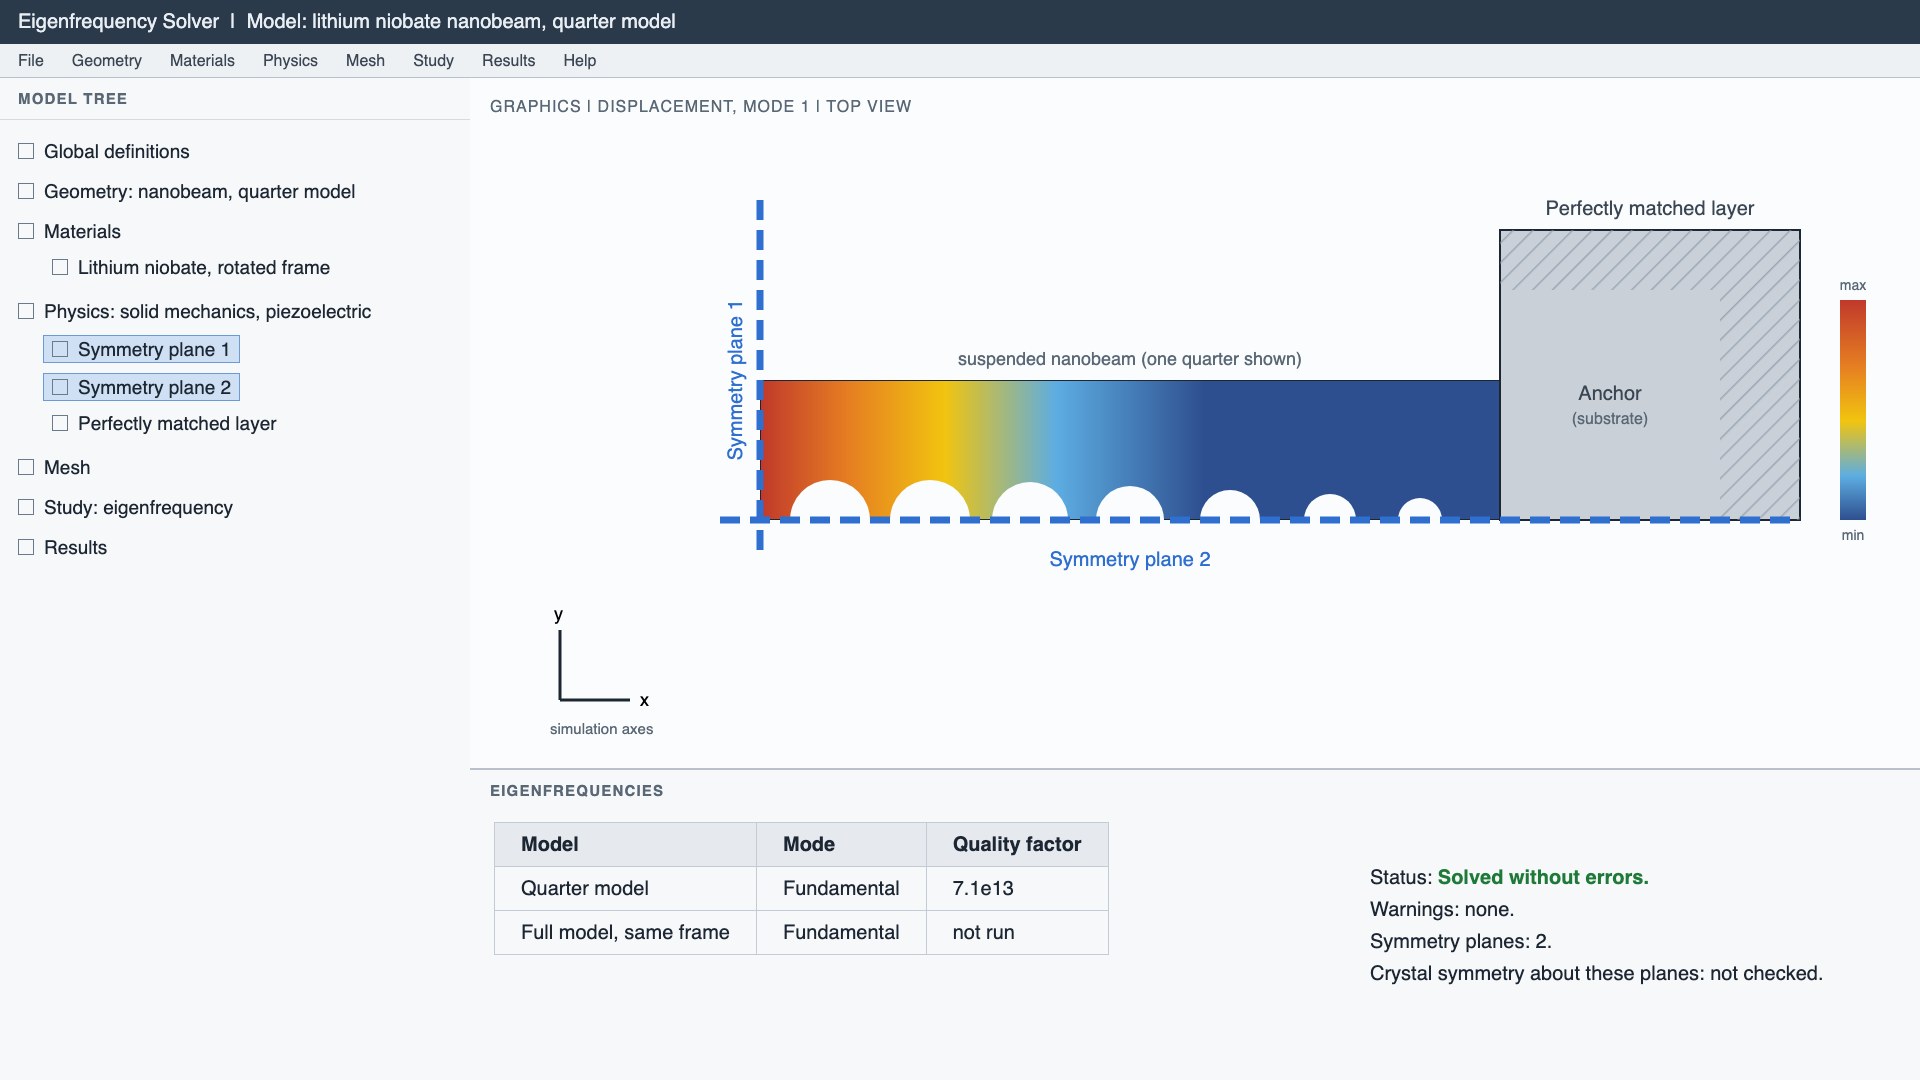 Eigenfrequency Solver | Model: lithium niobate nanobeam, quarter model
File Geometry Materials Physics Mesh Study Results Help
MODEL TREE
Global definitions
Geometry: nanobeam, quarter model
Materials
Lithium niobate, rotated frame
Physics: solid mechanics, piezoelectric
Symmetry plane 1
Symmetry plane 2
Perfectly matched layer
Mesh
Study: eigenfrequency
Results
GRAPHICS | DISPLACEMENT, MODE 1 | TOP VIEW
Perfectly matched layer
max
Symmetry plane 1
suspended nanobeam (one quarter shown)
Anchor
(substrate)
min
Symmetry plane 2
y
x
simulation axes
EIGENFREQUENCIES
Model Mode Quality factor
Quarter model Fundamental 7.1e13
Full model, same frame Fundamental not run
Status: Solved without errors.
Warnings: none.
Symmetry planes: 2.
Crystal symmetry about these planes: not checked.